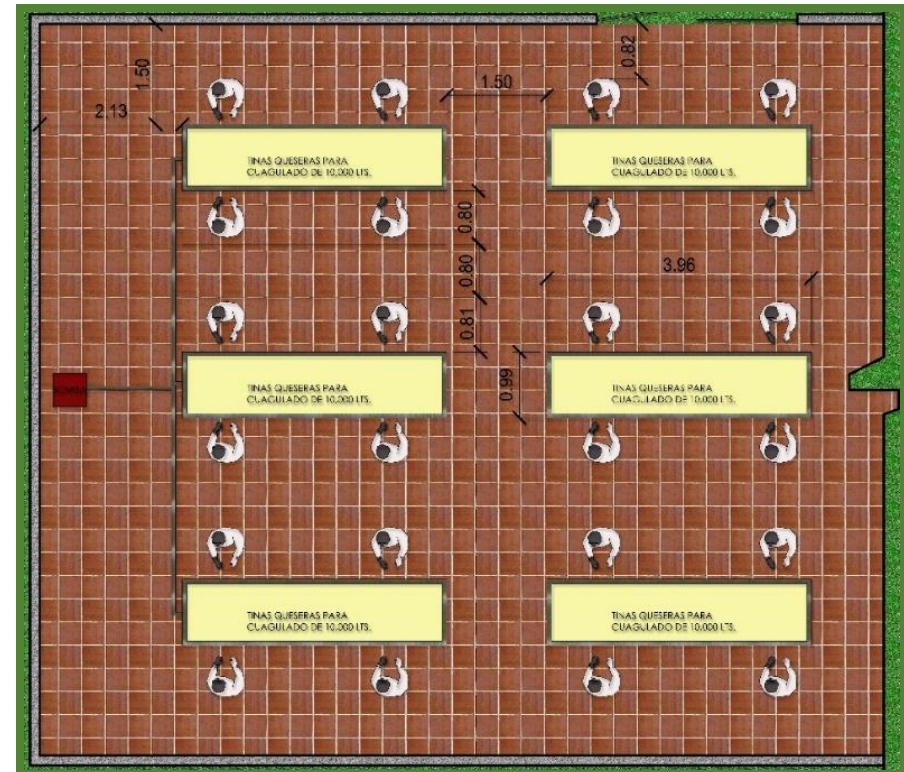 0.82
1.50
1.50
2.13
TINAS QUESERAS PARA
CUAGULADO DE 10,000 LTS.
TINAS QUESERAS PARA
CUAGULADO DE 10,000 LTS.
0.80
0.80
3.96
0.81
TINAS QUESERAS PARA
CUAGULADO DE 10,000 LTS.
0.99
TINAS QUESERAS PARA
CUAGULADO DE 10,000 LTS.
TINAS QUESERAS PARA
CUAGULADO DE 10,000 LTS.
TINAS QUESERAS PARA
CUAGULADO DE 10,000 LTS.